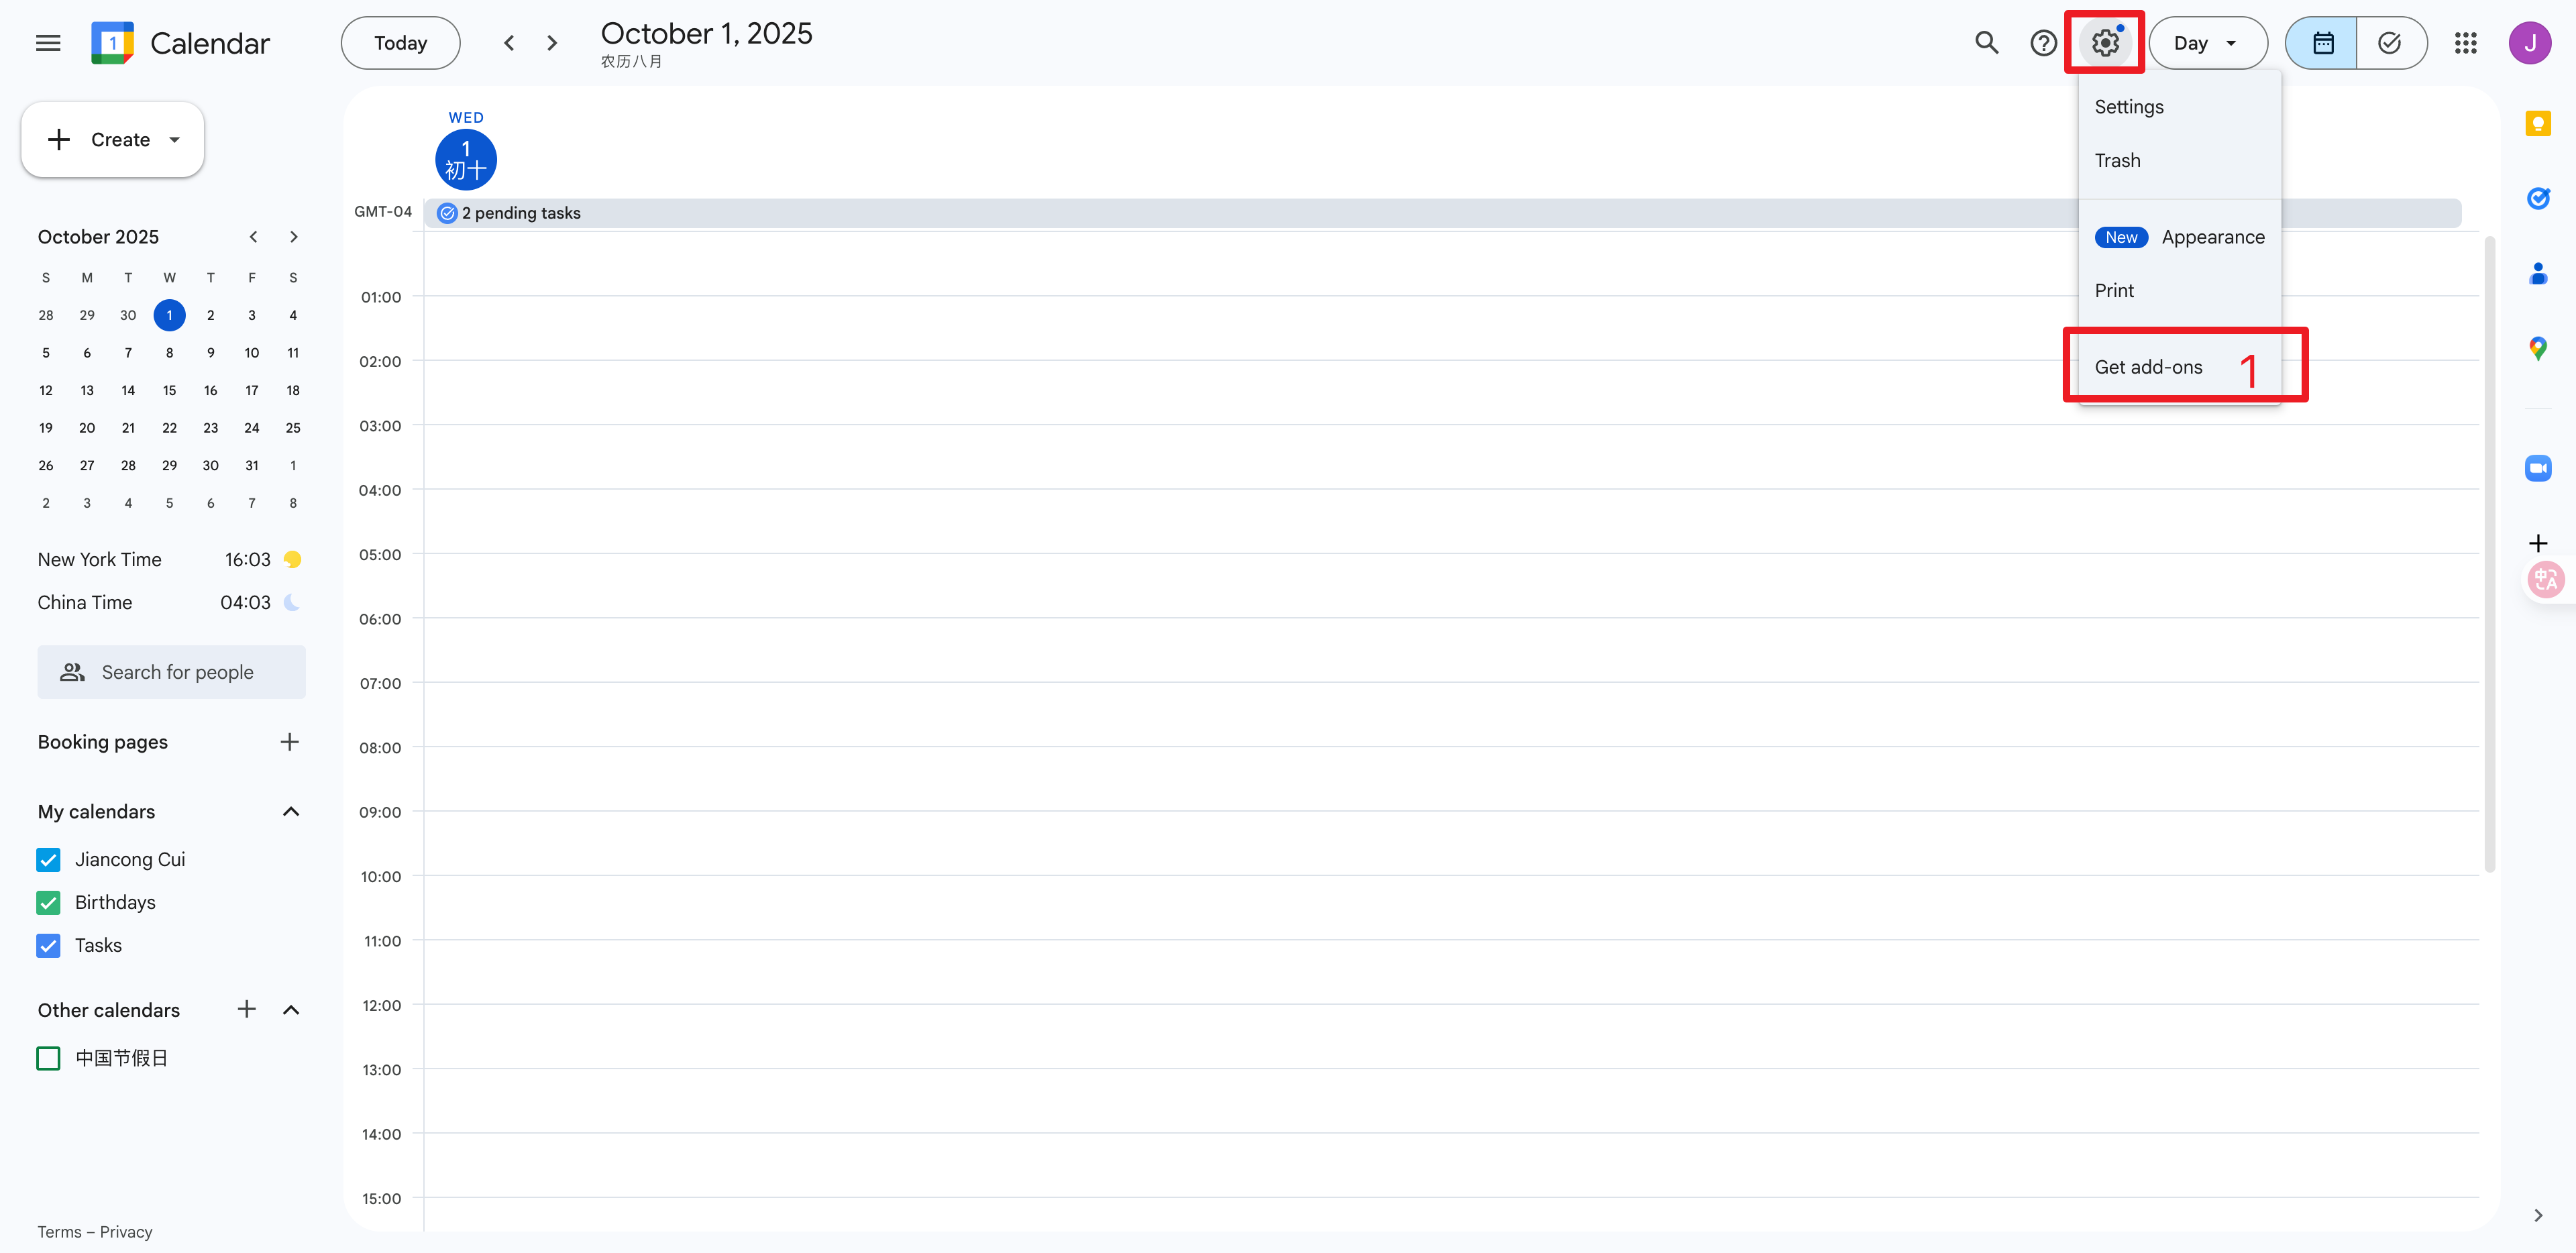 1
Calendar
Today
October 1, 2025
农历八月
Day
J
Create
Settings
Trash
New Appearance
Print
Get add-ons 1
WED
1
初十
GMT-04
2 pending tasks
October 2025
S M T W T F S
28 29 30 1 2 3 4
5 6 7 8 9 10 11
12 13 14 15 16 17 18
19 20 21 22 23 24 25
26 27 28 29 30 31 1
2 3 4 5 6 7 8
New York Time 16:03
China Time 04:03
Search for people
Booking pages
My calendars
Jiancong Cui
Birthdays
Tasks
Other calendars
中国节假日
Terms – Privacy
01:00
02:00
03:00
04:00
05:00
06:00
07:00
08:00
09:00
10:00
11:00
12:00
13:00
14:00
15:00
中A